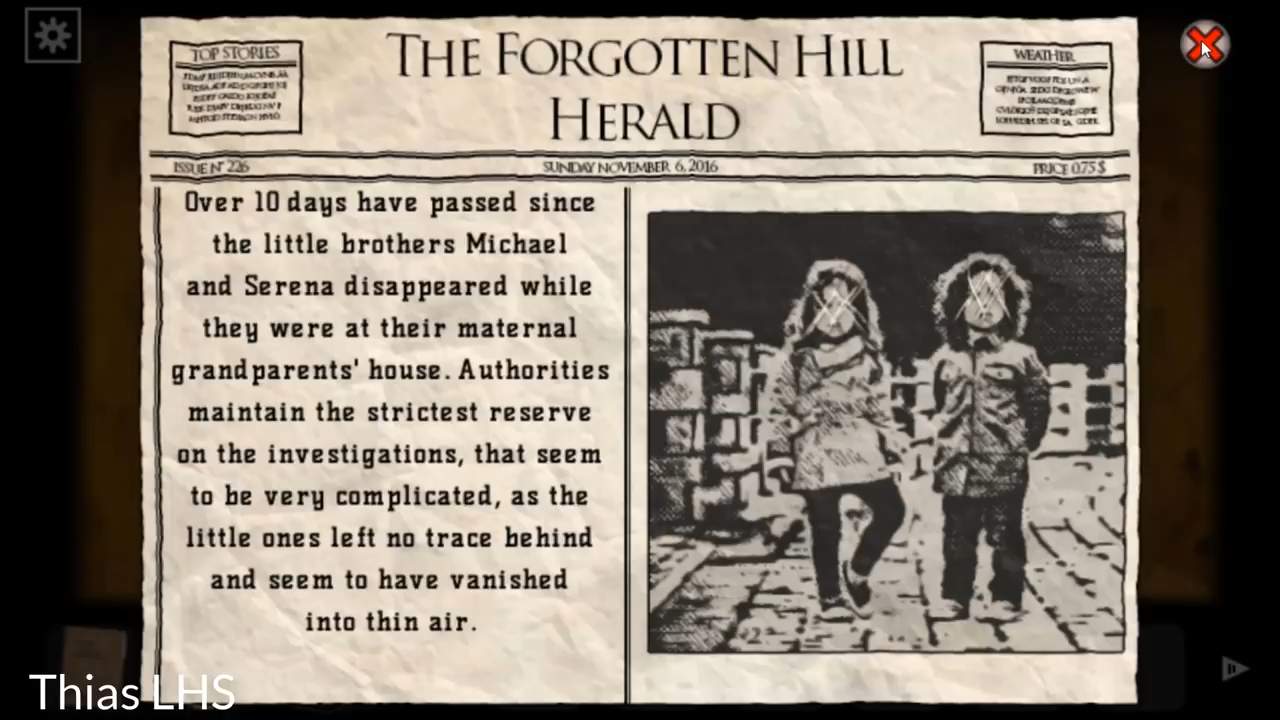 TOP STORIES
THE FORGOTTEN HILL
HERALD
WEATHER
ISSUE N° 226
SUNDAY NOVEMBER 6, 2016
PRICE 0.75 $
Over 10 days have passed since
the little brothers Michael
and Serena disappeared while
they were at their maternal
grandparents' house. Authorities
maintain the strictest reserve
on the investigations, that seem
to be very complicated, as the
little ones left no trace behind
and seem to have vanished
into thin air.
Thias LHS